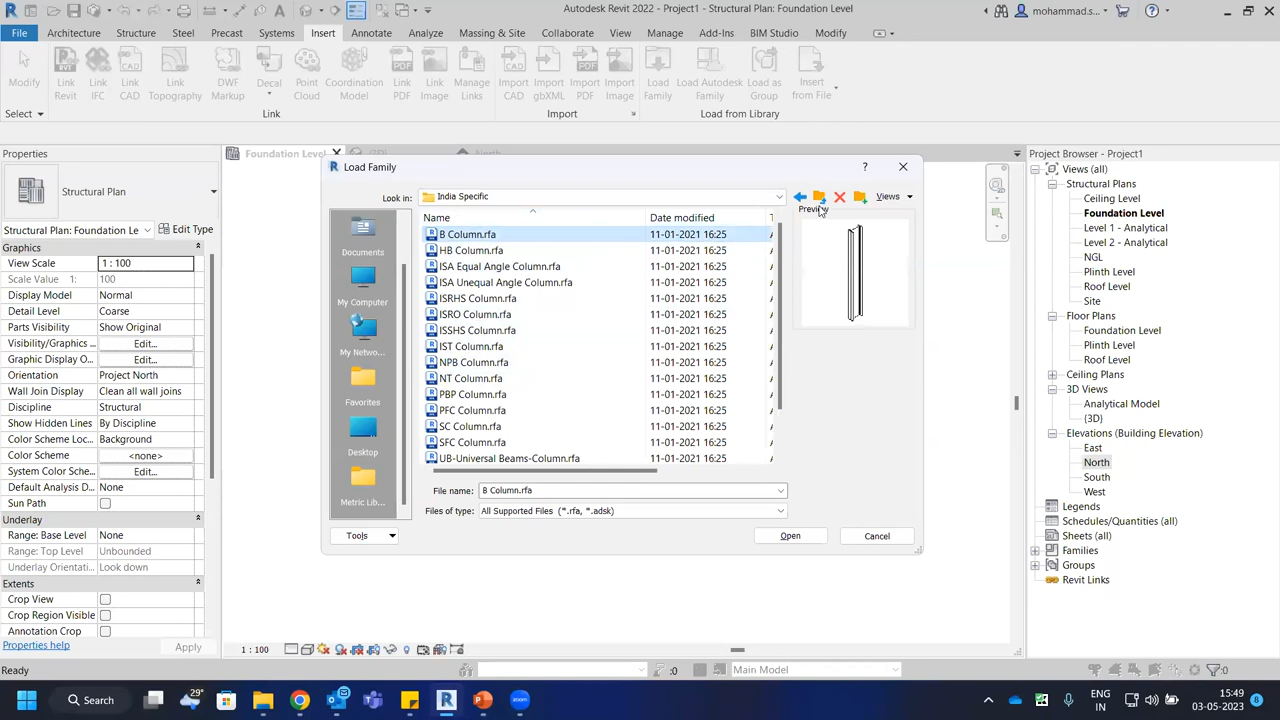 Autodesk Revit 2022 - Project1 - Structural Plan: Foundation Level
mohammad.s...
File Architecture Structure Steel Precast Systems Insert Annotate Analyze Massing & Site Collaborate View Manage Add-Ins BIM Studio Modify
Modify
Link Revit
Link IFC
Link CAD
Link Topography
DWF Markup
Decal
Point Cloud
Coordination Model
Link PDF
Link Image
Manage Links
Import CAD
Import gbXML
Import PDF
Import Image
Load Family
Load Autodesk Family
Load as Group
Insert from File
Select
Link
Import
Load from Library
Properties
Structural Plan
Structural Plan: Foundation Le
Edit Type
Graphics
View Scale 1 : 100
Scale Value 1: 100
Display Model Normal
Detail Level Coarse
Parts Visibility Show Original
Visibility/Graphi... Edit...
Graphic Display O... Edit...
Orientation Project North
Wall Join Display Clean all wall joins
Discipline Structural
Show Hidden Lines By Discipline
Color Scheme Loc... Background
Color Scheme <none>
System Color Sche... Edit...
Default Analysis D... None
Sun Path
Underlay
Range: Base Level None
Range: Top Level Unbounded
Underlay Orientati... Look down
Extents
Crop View
Crop Region Visible
Annotation Crop
Properties help
Apply
Foundation Level
Load Family
?
Look in:
India Specific
Views
Documents
My Computer
My Netwo...
Favorites
Desktop
Metric Lib...
Name Date modified T
B Column.rfa 11-01-2021 16:25 A
HB Column.rfa 11-01-2021 16:25 A
ISA Equal Angle Column.rfa 11-01-2021 16:25 A
ISA Unequal Angle Column.rfa 11-01-2021 16:25 A
ISRHS Column.rfa 11-01-2021 16:25 A
ISRO Column.rfa 11-01-2021 16:25 A
ISSHS Column.rfa 11-01-2021 16:25 A
IST Column.rfa 11-01-2021 16:25 A
NPB Column.rfa 11-01-2021 16:25 A
NT Column.rfa 11-01-2021 16:25 A
PBP Column.rfa 11-01-2021 16:25 A
PFC Column.rfa 11-01-2021 16:25 A
SC Column.rfa 11-01-2021 16:25 A
SFC Column.rfa 11-01-2021 16:25 A
UB-Universal Beams-Column.rfa 11-01-2021 16:25 A
Preview
File name: B Column.rfa
Files of type: All Supported Files (*.rfa, *.adsk)
Tools
Open
Cancel
Project Browser - Project1
Views (all)
Structural Plans
Ceiling Level
Foundation Level
Level 1 - Analytical
Level 2 - Analytical
NGL
Plinth Level
Roof Level
Site
Floor Plans
Foundation Level
Plinth Level
Roof Level
Ceiling Plans
3D Views
Analytical Model
{3D}
Elevations (Building Elevation)
East
North
South
West
Legends
Schedules/Quantities (all)
Sheets (all)
Families
Groups
Revit Links
1 : 100
Ready
:0
Main Model
:0
Search
29°
ENG
IN
15:49
03-05-2023